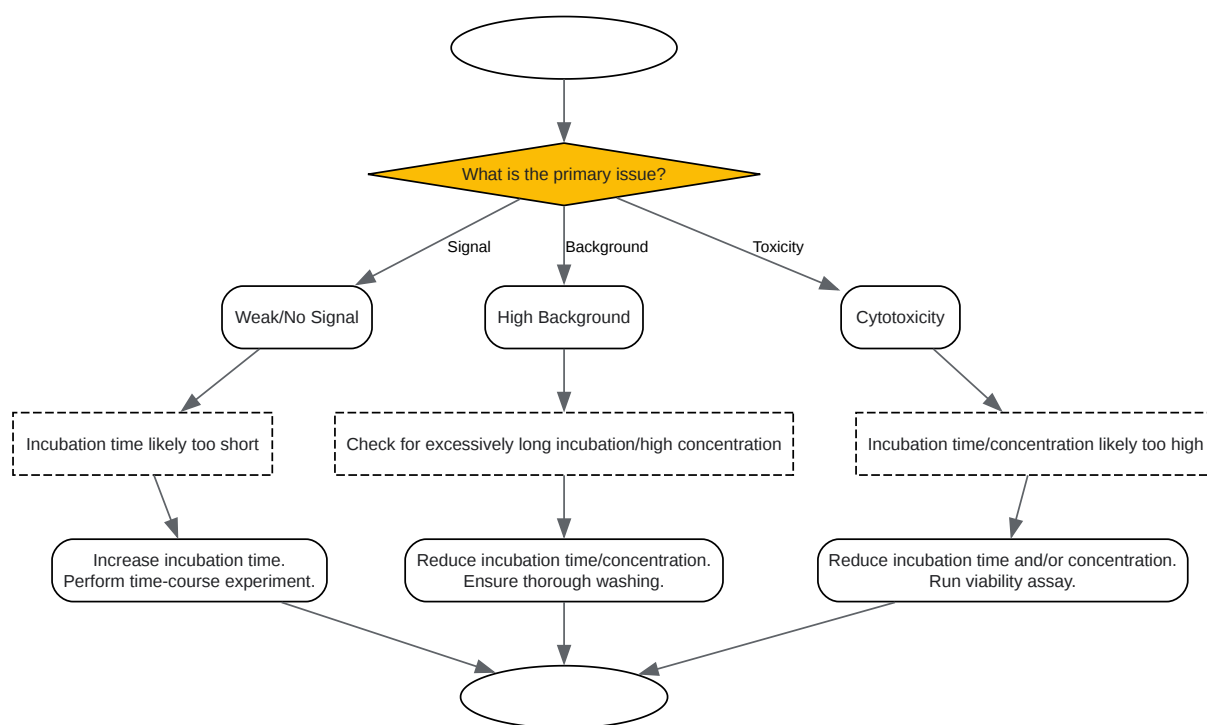 What is the primary issue?
Signal
Background
Toxicity
Weak/No Signal
High Background
Cytotoxicity
Incubation time likely too short
Check for excessively long incubation/high concentration
Incubation time/concentration likely too high
Increase incubation time.
Perform time-course experiment.
Reduce incubation time/concentration.
Ensure thorough washing.
Reduce incubation time and/or concentration.
Run viability assay.